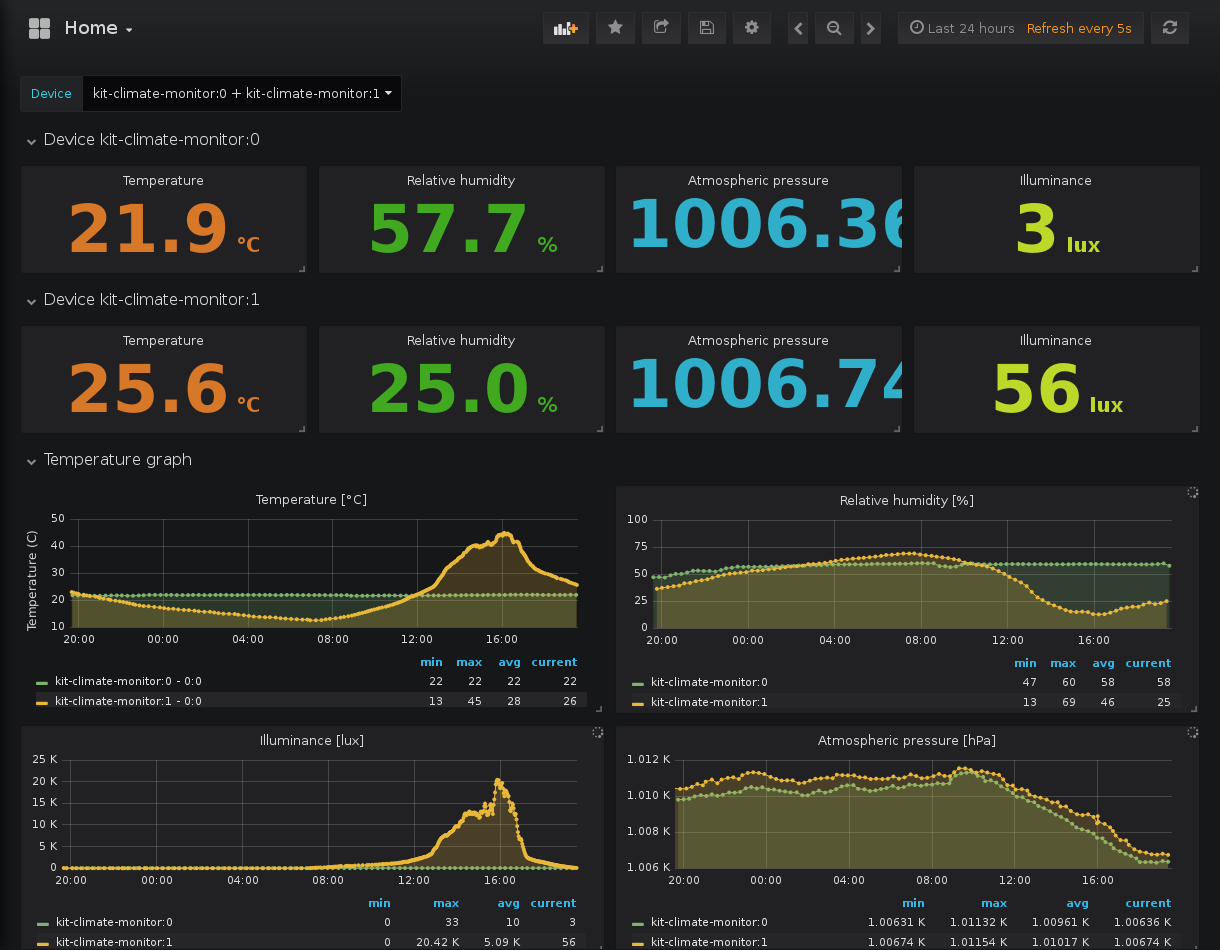 Home
Last 24 hours Refresh every 5s
Device kit-climate-monitor:0 + kit-climate-monitor:1
Device kit-climate-monitor:0
Temperature Relative humidity Atmospheric pressure Illuminance
21.9 °C 57.7 % 1006.36 3 lux
Device kit-climate-monitor:1
Temperature Relative humidity Atmospheric pressure Illuminance
25.6 °C 25.0 % 1006.74 56 lux
Temperature graph
Temperature [°C]
Temperature (C)
50
40
30
20
10
20:00 00:00 04:00 08:00 12:00 16:00
min max avg current
kit-climate-monitor:0 - 0:0 22 22 22 22
kit-climate-monitor:1 - 0:0 13 45 28 26
Relative humidity [%]
100
75
50
25
0
20:00 00:00 04:00 08:00 12:00 16:00
min max avg current
kit-climate-monitor:0 47 60 58 58
kit-climate-monitor:1 13 69 46 25
Illuminance [lux]
25 K
20 K
15 K
10 K
5 K
0
20:00 00:00 04:00 08:00 12:00 16:00
min max avg current
kit-climate-monitor:0 0 33 10 3
kit-climate-monitor:1 0 20.42 K 5.09 K 56
Atmospheric pressure [hPa]
1.012 K
1.010 K
1.008 K
1.006 K
20:00 00:00 04:00 08:00 12:00 16:00
min max avg current
kit-climate-monitor:0 1.00631 K 1.01132 K 1.00961 K 1.00636 K
kit-climate-monitor:1 1.00674 K 1.01154 K 1.01017 K 1.00674 K